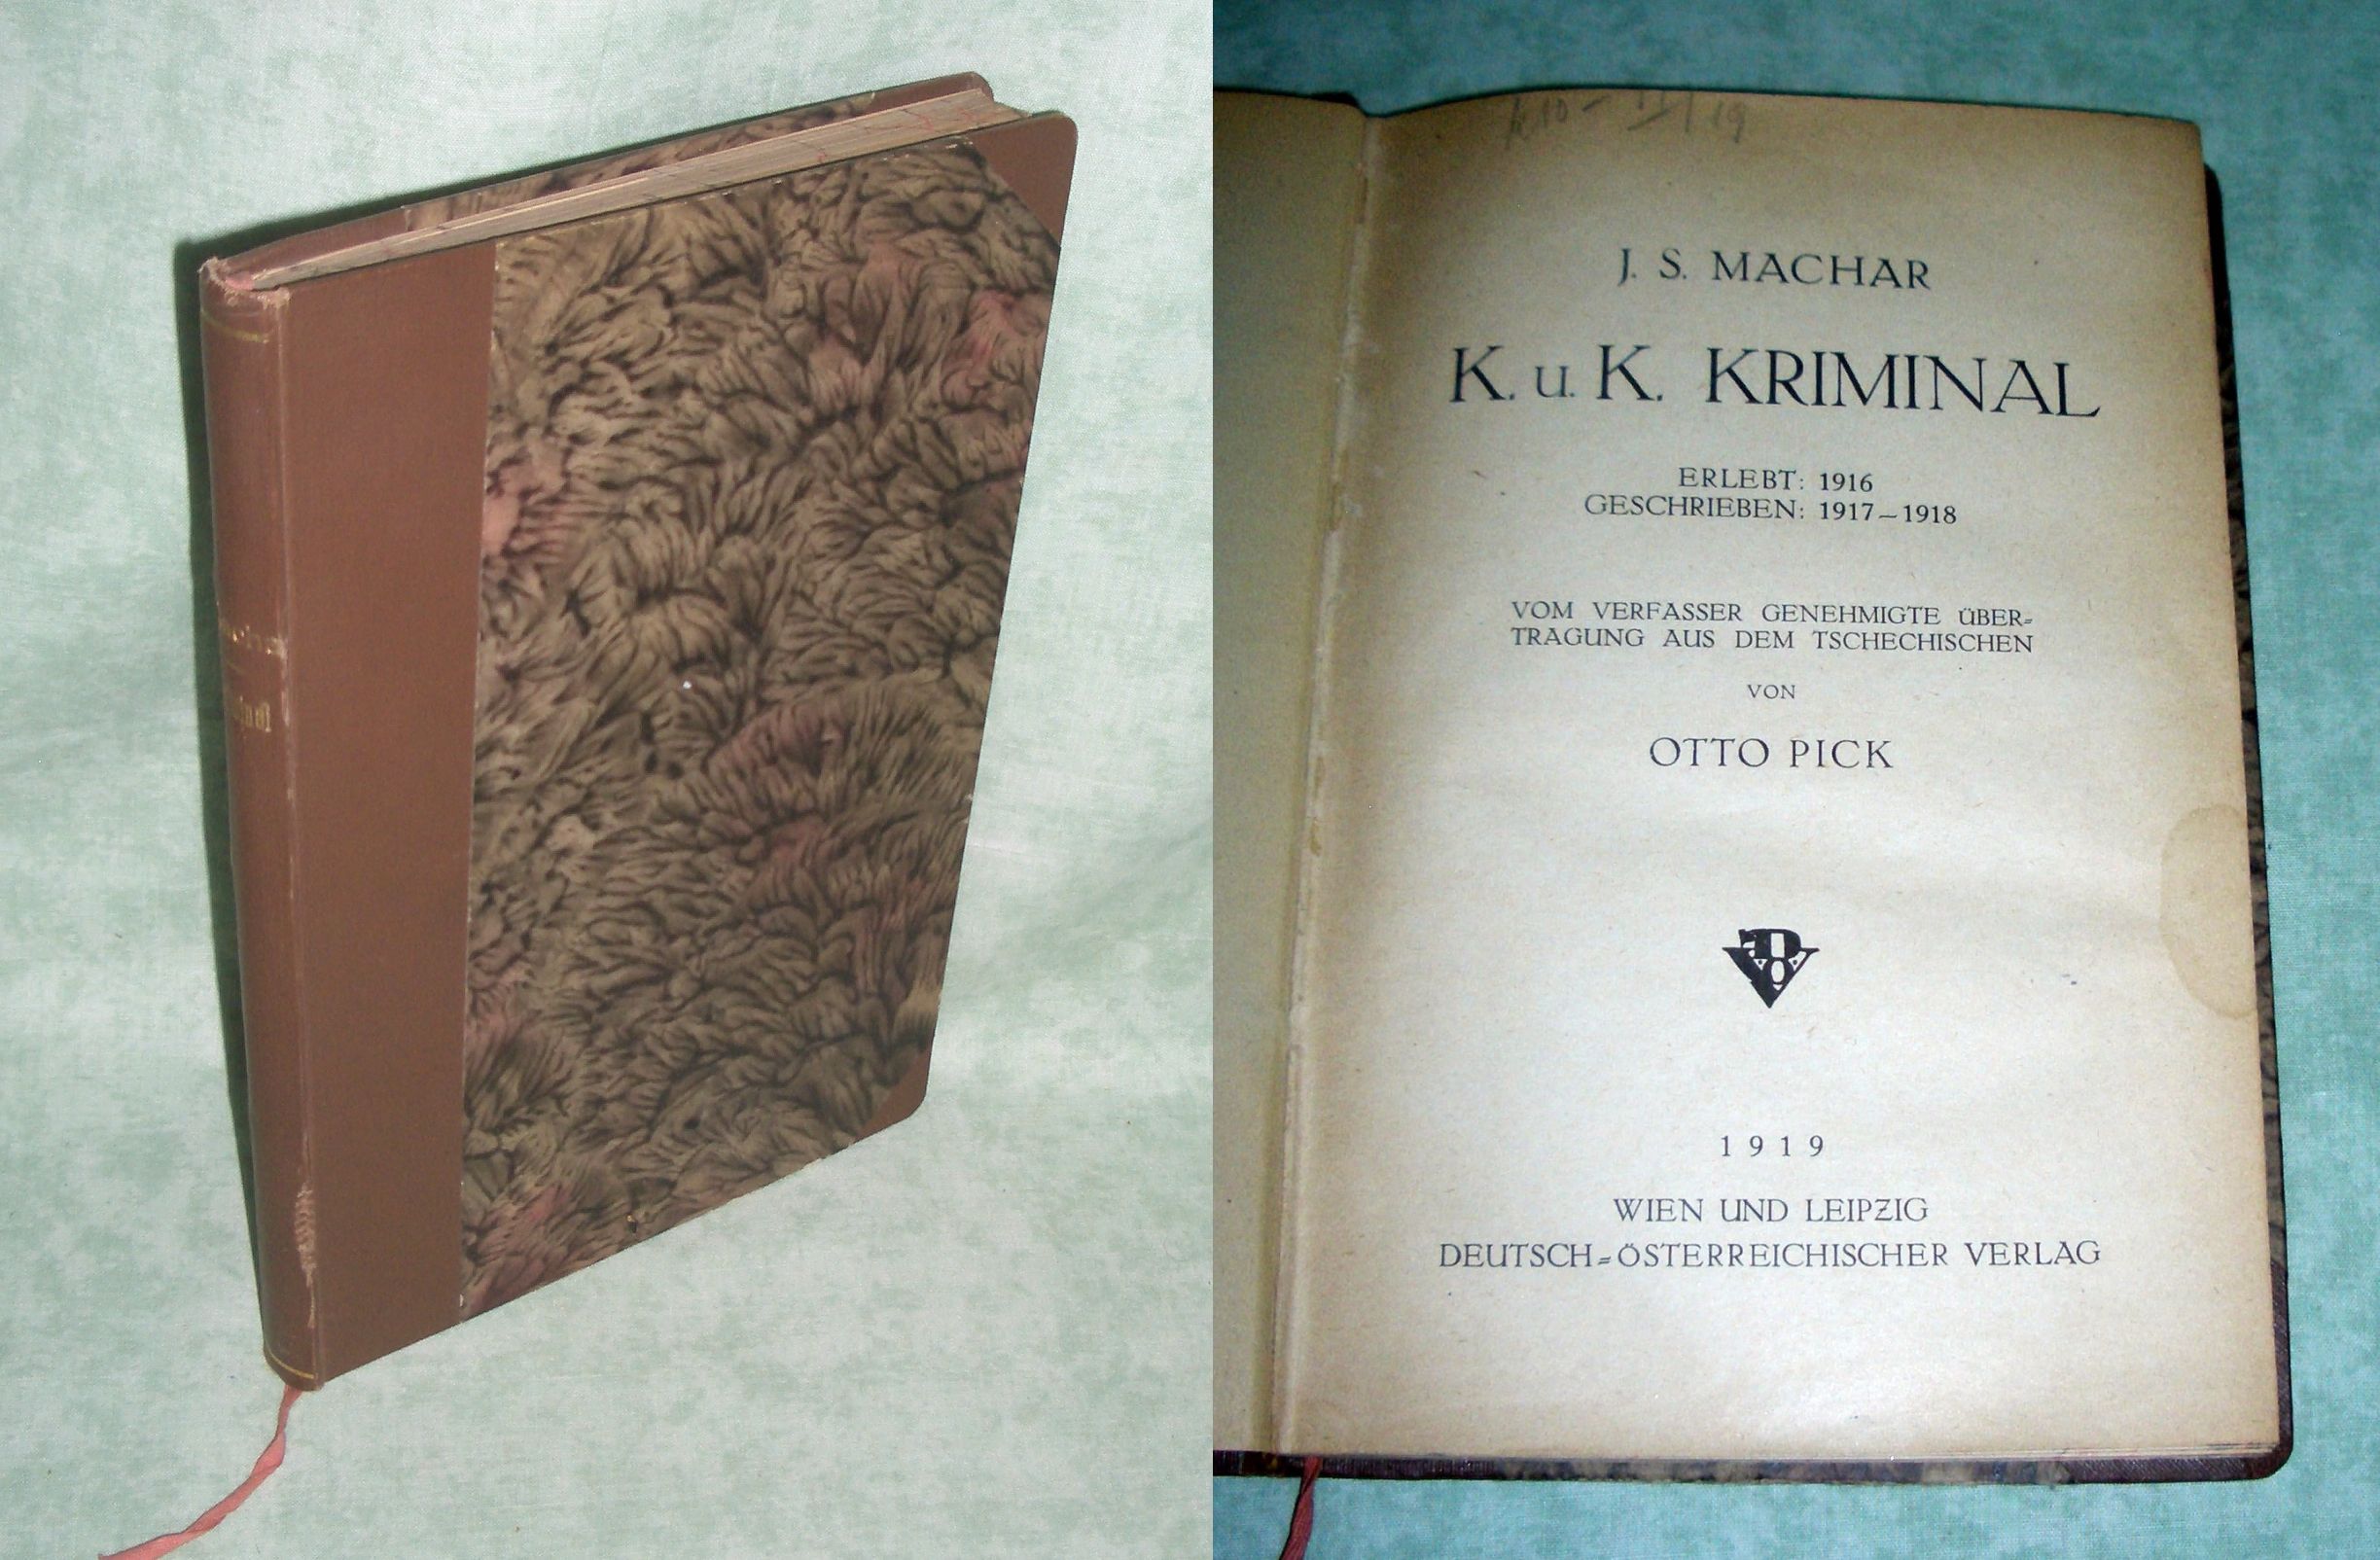 J. S. MACHAR
K. u. K. KRIMINAL
ERLEBT: 1916
GESCHRIEBEN: 1917–1918
VOM VERFASSER GENEHMIGTE ÜBER=
TRAGUNG AUS DEM TSCHECHISCHEN
VON
OTTO PICK
1919
WIEN UND LEIPZIG
DEUTSCH=ÖSTERREICHISCHER VERLAG